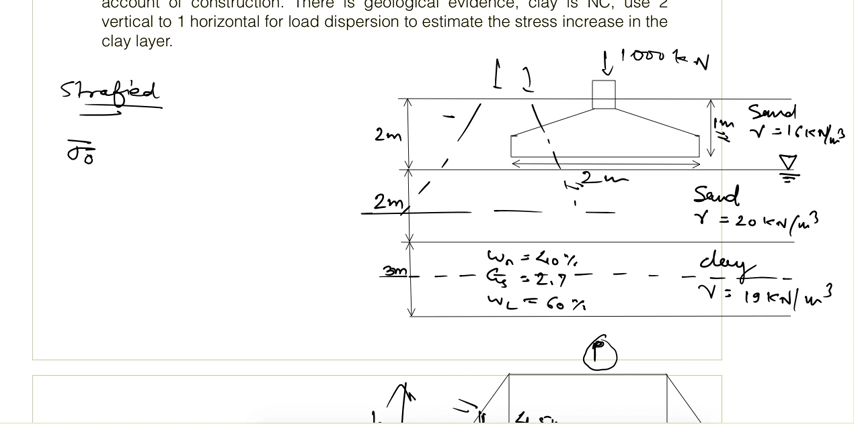 account of construction. There is geological evidence, clay is NC, use 2
vertical to 1 horizontal for load dispersion to estimate the stress increase in the
clay layer.
1000 kN
Strafied
σ̄₀
2m
1m
Sand
γ = 16 kN/m³
2m
2m
Sand
γ = 20 kN/m³
3m
Wn = 40 %
Gs = 2.7
WL = 60 %
clay
γ = 19 kN/m³
P